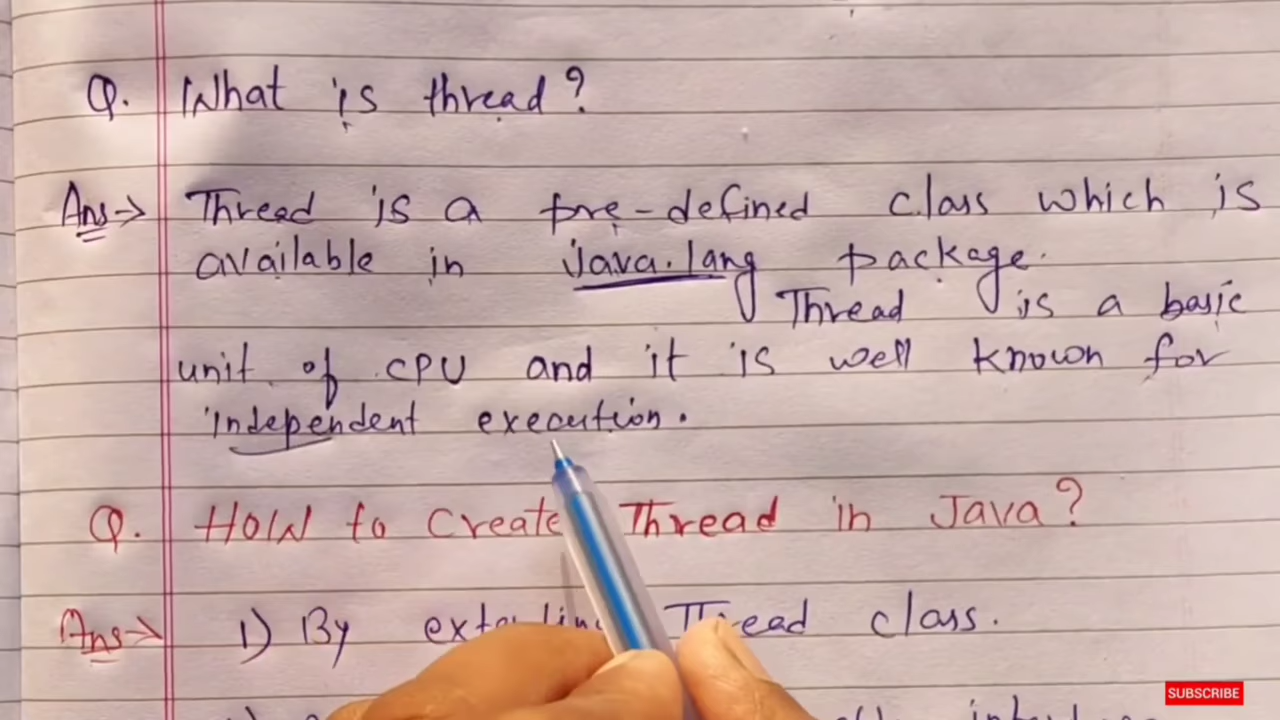 Q. What is thread?
Ans→ Thread is a pre-defined class which is
available in java.lang package.
Thread is a basic
unit of CPU and it is well known for
independent execution.
Q. HOW to Create Thread in Java?
Ans→ 1) By Thread class.
SUBSCRIBE